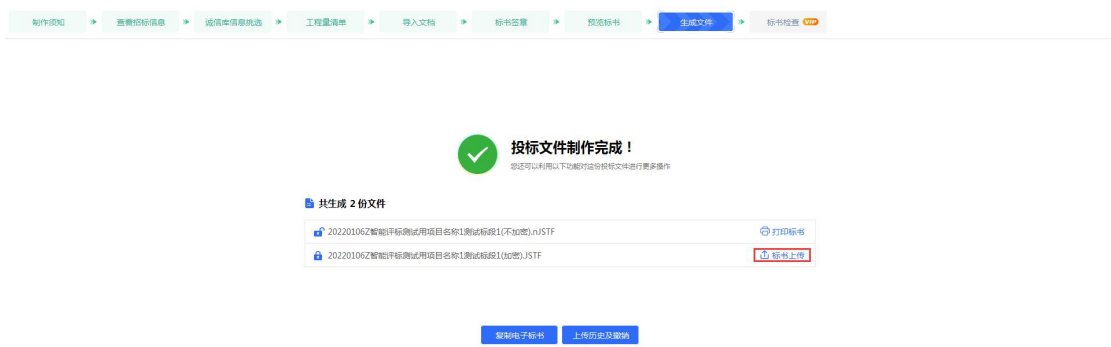 制作须知 查看招标信息 诚信库信息挑选 工程量清单 导入文档 标书签章 预览标书 生成文件 标书检查 VIP
投标文件制作完成！
您还可以利用以下功能对这份投标文件进行更多操作
共生成 2 份文件
20220106Z智能评标测试用项目名称1测试标段1(不加密).nJSTF 打印标书
20220106Z智能评标测试用项目名称1测试标段1(加密).JSTF 标书上传
复制电子标书 上传历史及撤销